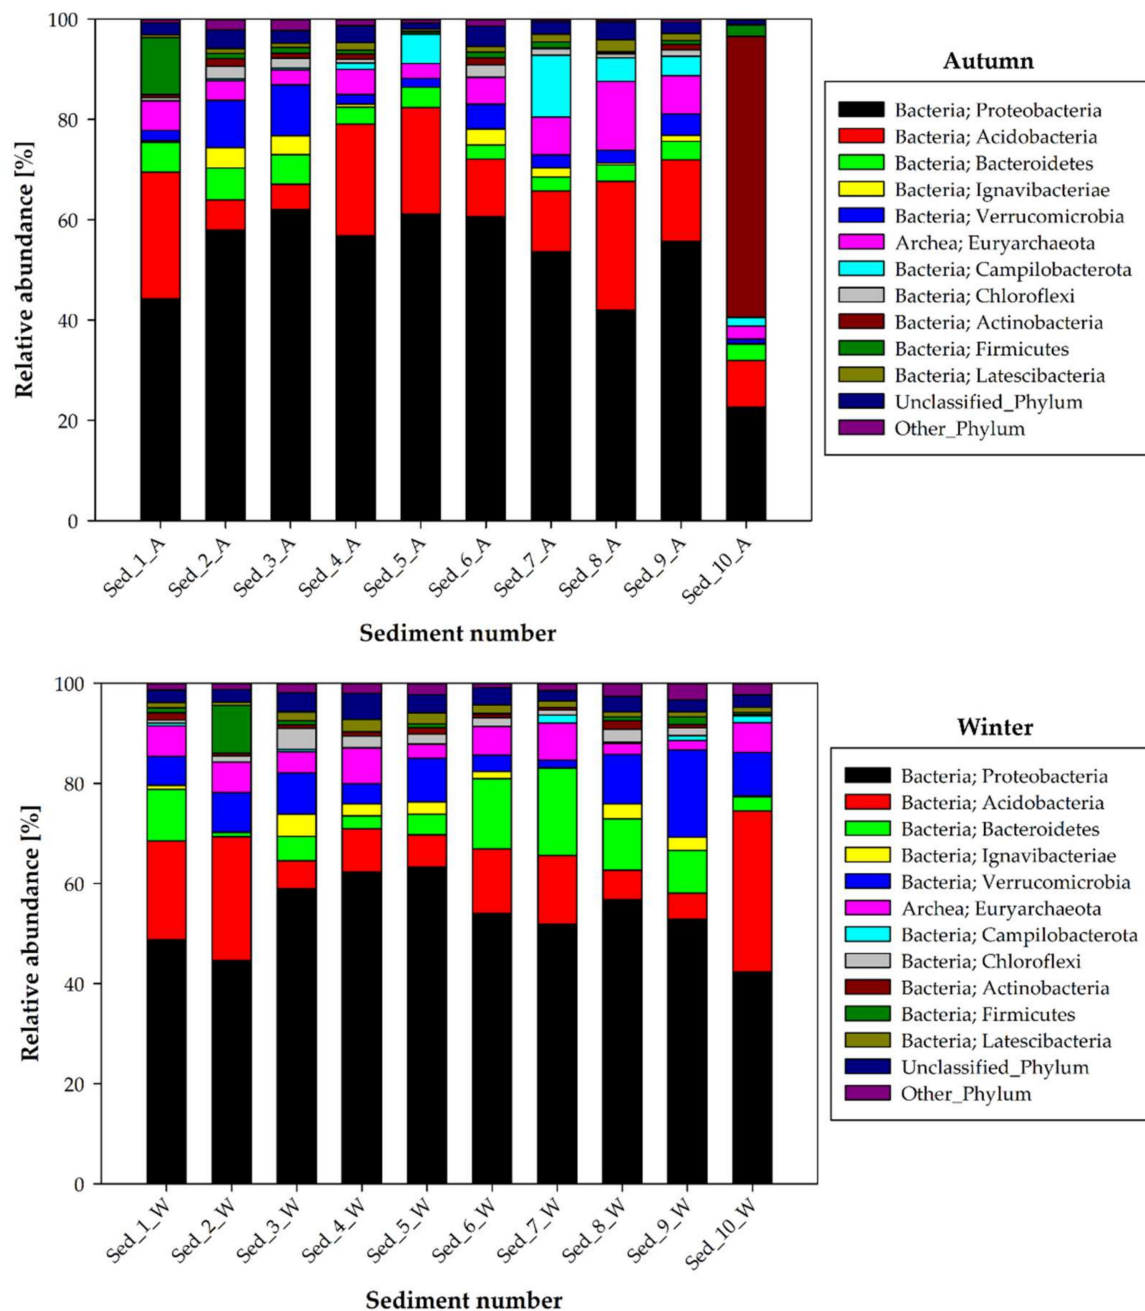 Autumn
Relative abundance [%]
100
80
60
40
20
0
Bacteria; Proteobacteria
Bacteria; Acidobacteria
Bacteria; Bacteroidetes
Bacteria; Ignavibacteriae
Bacteria; Verrucomicrobia
Archea; Euryarchaeota
Bacteria; Campilobacterota
Bacteria; Chloroflexi
Bacteria; Actinobacteria
Bacteria; Firmicutes
Bacteria; Latescibacteria
Unclassified_Phylum
Other_Phylum
Sed_1_A
Sed_2_A
Sed_3_A
Sed_4_A
Sed_5_A
Sed_6_A
Sed_7_A
Sed_8_A
Sed_9_A
Sed_10_A
Sediment number
Winter
Relative abundance [%]
100
80
60
40
20
0
Bacteria; Proteobacteria
Bacteria; Acidobacteria
Bacteria; Bacteroidetes
Bacteria; Ignavibacteriae
Bacteria; Verrucomicrobia
Archea; Euryarchaeota
Bacteria; Campilobacterota
Bacteria; Chloroflexi
Bacteria; Actinobacteria
Bacteria; Firmicutes
Bacteria; Latescibacteria
Unclassified_Phylum
Other_Phylum
Sed_1_W
Sed_2_W
Sed_3_W
Sed_4_W
Sed_5_W
Sed_6_W
Sed_7_W
Sed_8_W
Sed_9_W
Sed_10_W
Sediment number